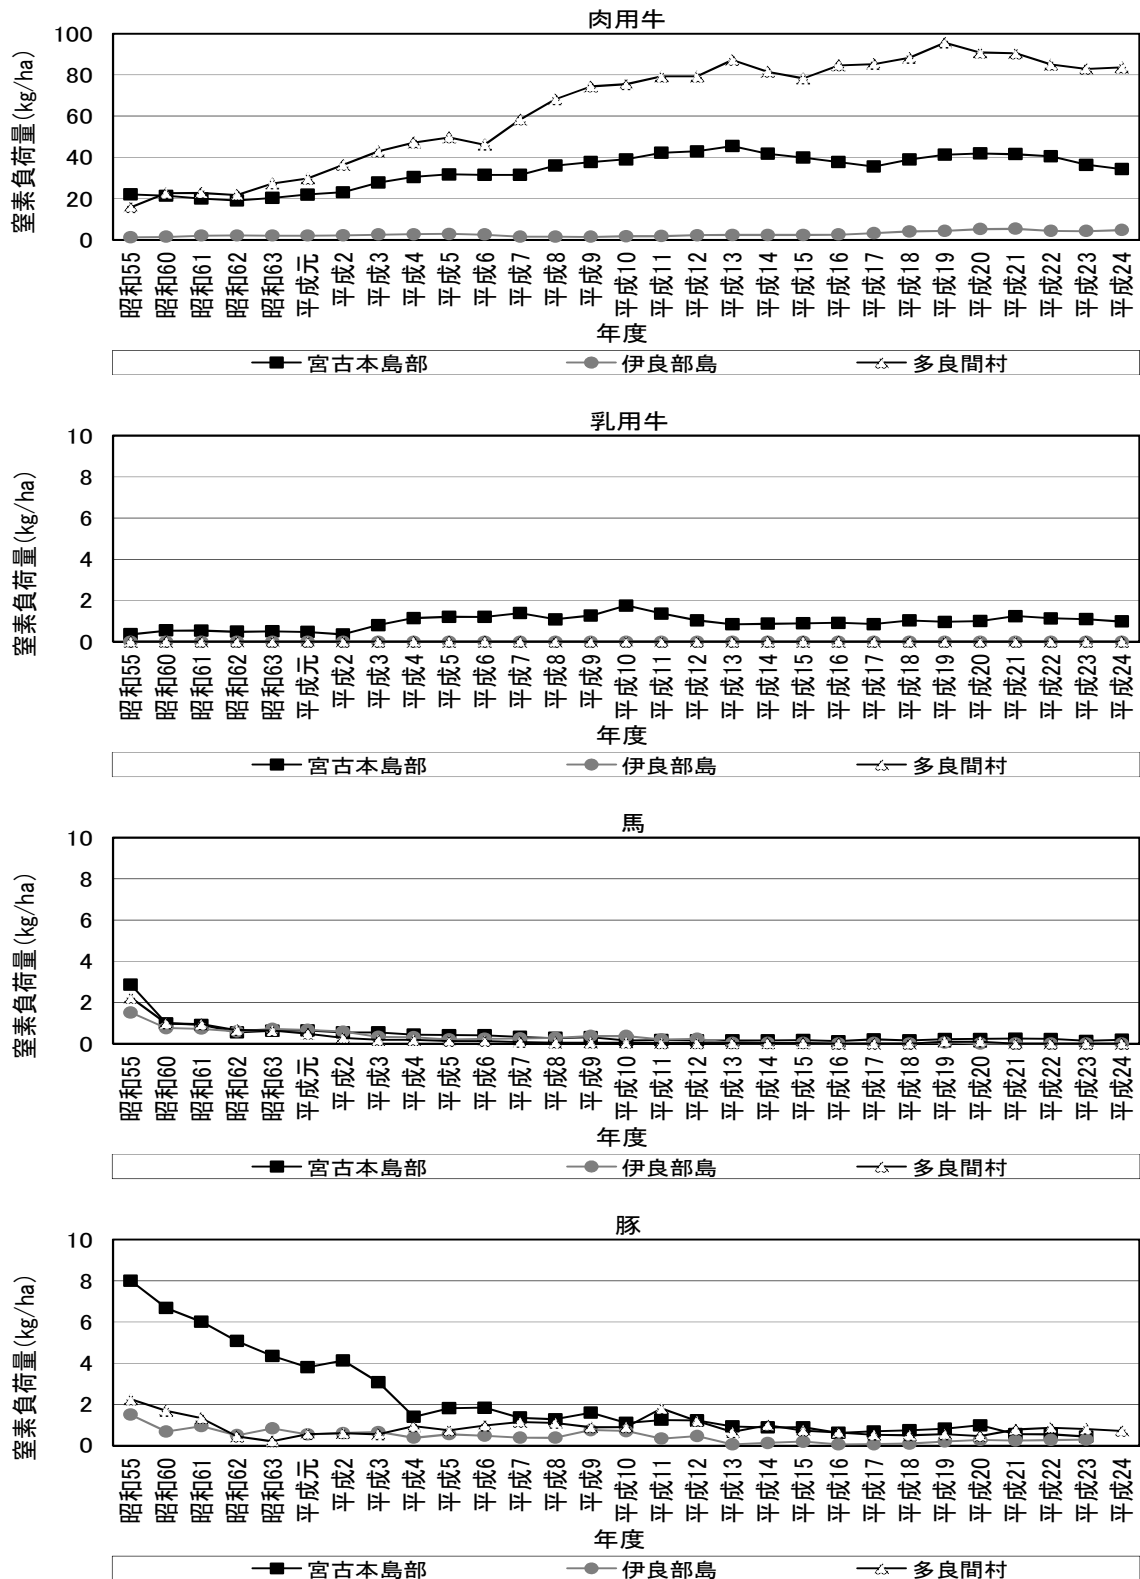 肉用牛
窒素負荷量(kg/ha)
100
80
60
40
20
0
昭和55 昭和60 昭和61 昭和62 昭和63 平成元 平成2 平成3 平成4 平成5 平成6 平成7 平成8 平成9 平成10 平成11 平成12 平成13 平成14 平成15 平成16 平成17 平成18 平成19 平成20 平成21 平成22 平成23 平成24
年度
宮古本島部 伊良部島 多良間村
乳用牛
窒素負荷量(kg/ha)
10
8
6
4
2
0
昭和55 昭和60 昭和61 昭和62 昭和63 平成元 平成2 平成3 平成4 平成5 平成6 平成7 平成8 平成9 平成10 平成11 平成12 平成13 平成14 平成15 平成16 平成17 平成18 平成19 平成20 平成21 平成22 平成23 平成24
年度
宮古本島部 伊良部島 多良間村
馬
窒素負荷量(kg/ha)
10
8
6
4
2
0
昭和55 昭和60 昭和61 昭和62 昭和63 平成元 平成2 平成3 平成4 平成5 平成6 平成7 平成8 平成9 平成10 平成11 平成12 平成13 平成14 平成15 平成16 平成17 平成18 平成19 平成20 平成21 平成22 平成23 平成24
年度
宮古本島部 伊良部島 多良間村
豚
窒素負荷量(kg/ha)
10
8
6
4
2
0
昭和55 昭和60 昭和61 昭和62 昭和63 平成元 平成2 平成3 平成4 平成5 平成6 平成7 平成8 平成9 平成10 平成11 平成12 平成13 平成14 平成15 平成16 平成17 平成18 平成19 平成20 平成21 平成22 平成23 平成24
年度
宮古本島部 伊良部島 多良間村